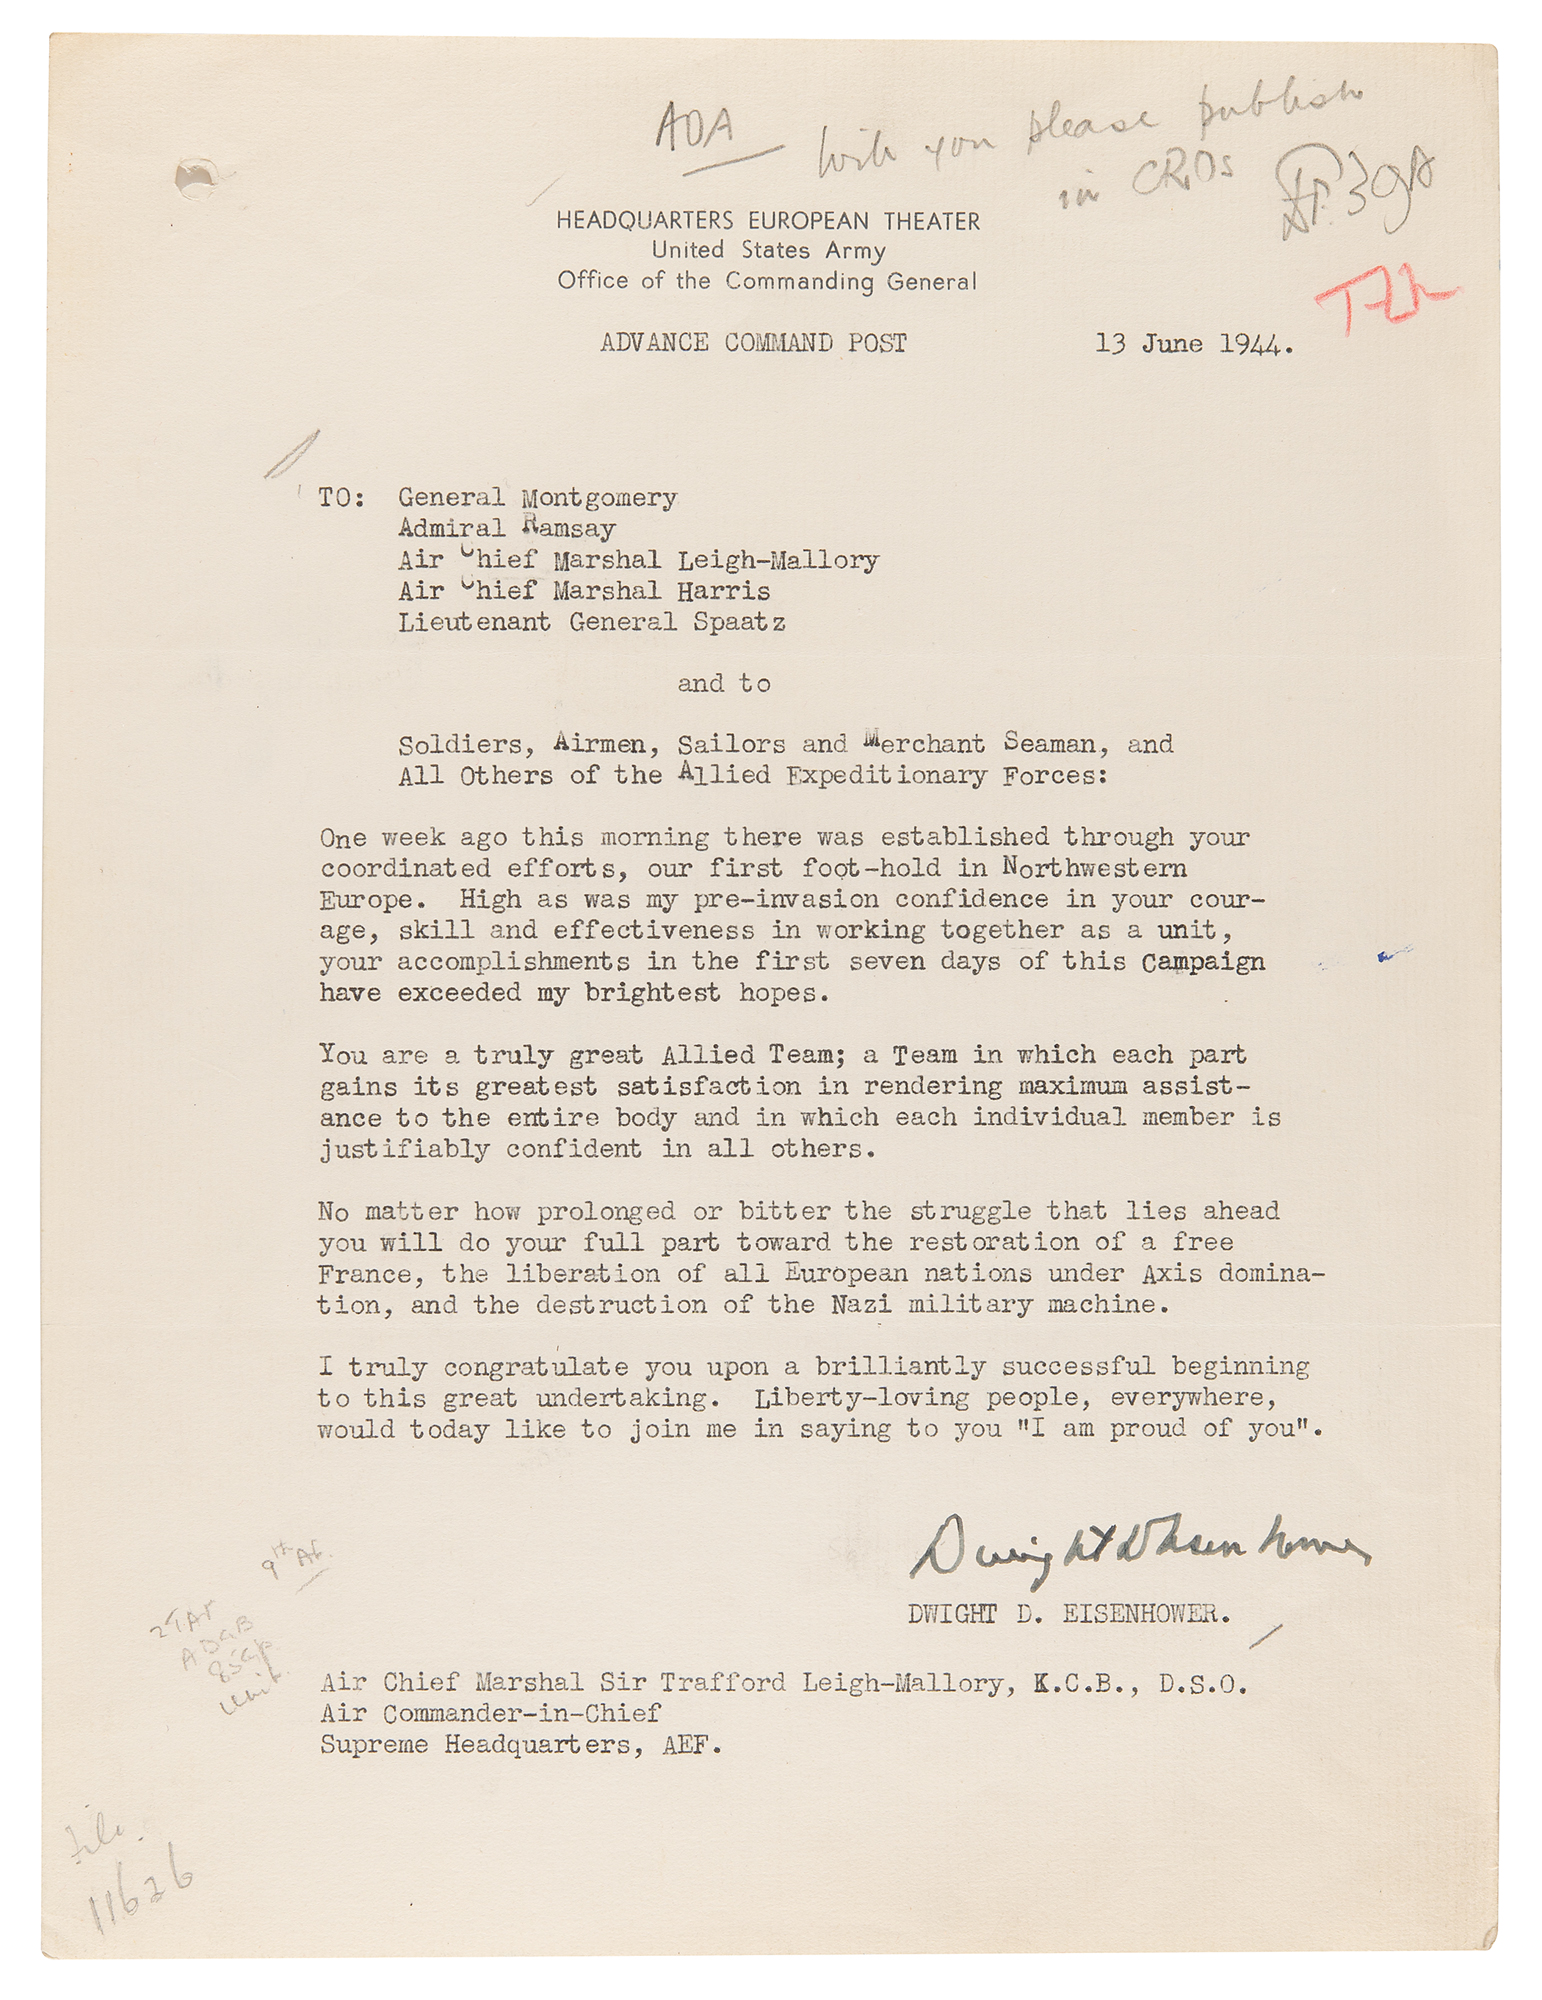 AOA
Will you please publish
in CROs
HEADQUARTERS EUROPEAN THEATER
United States Army
Office of the Commanding General
ADVANCE COMMAND POST 13 June 1944.
TO: General Montgomery
Admiral Ramsay
Air Chief Marshal Leigh-Mallory
Air Chief Marshal Harris
Lieutenant General Spaatz
and to
Soldiers, Airmen, Sailors and Merchant Seaman, and
All Others of the Allied Expeditionary Forces:
One week ago this morning there was established through your
coordinated efforts, our first foot-hold in Northwestern
Europe. High as was my pre-invasion confidence in your cour-
age, skill and effectiveness in working together as a unit,
your accomplishments in the first seven days of this Campaign
have exceeded my brightest hopes.
You are a truly great Allied Team; a Team in which each part
gains its greatest satisfaction in rendering maximum assist-
ance to the entire body and in which each individual member is
justifiably confident in all others.
No matter how prolonged or bitter the struggle that lies ahead
you will do your full part toward the restoration of a free
France, the liberation of all European nations under Axis domina-
tion, and the destruction of the Nazi military machine.
I truly congratulate you upon a brilliantly successful beginning
to this great undertaking. Liberty-loving people, everywhere,
would today like to join me in saying to you "I am proud of you".
Dwight D Eisenhower
DWIGHT D. EISENHOWER.
9th AF.
2TAF
ADGB
85Gp
Air Chief Marshal Sir Trafford Leigh-Mallory, K.C.B., D.S.O.
Air Commander-in-Chief
Supreme Headquarters, AEF.
File.
11626